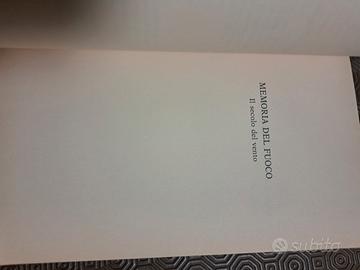 MEMORIA DEL FUOCO
Il secolo del vento
subito